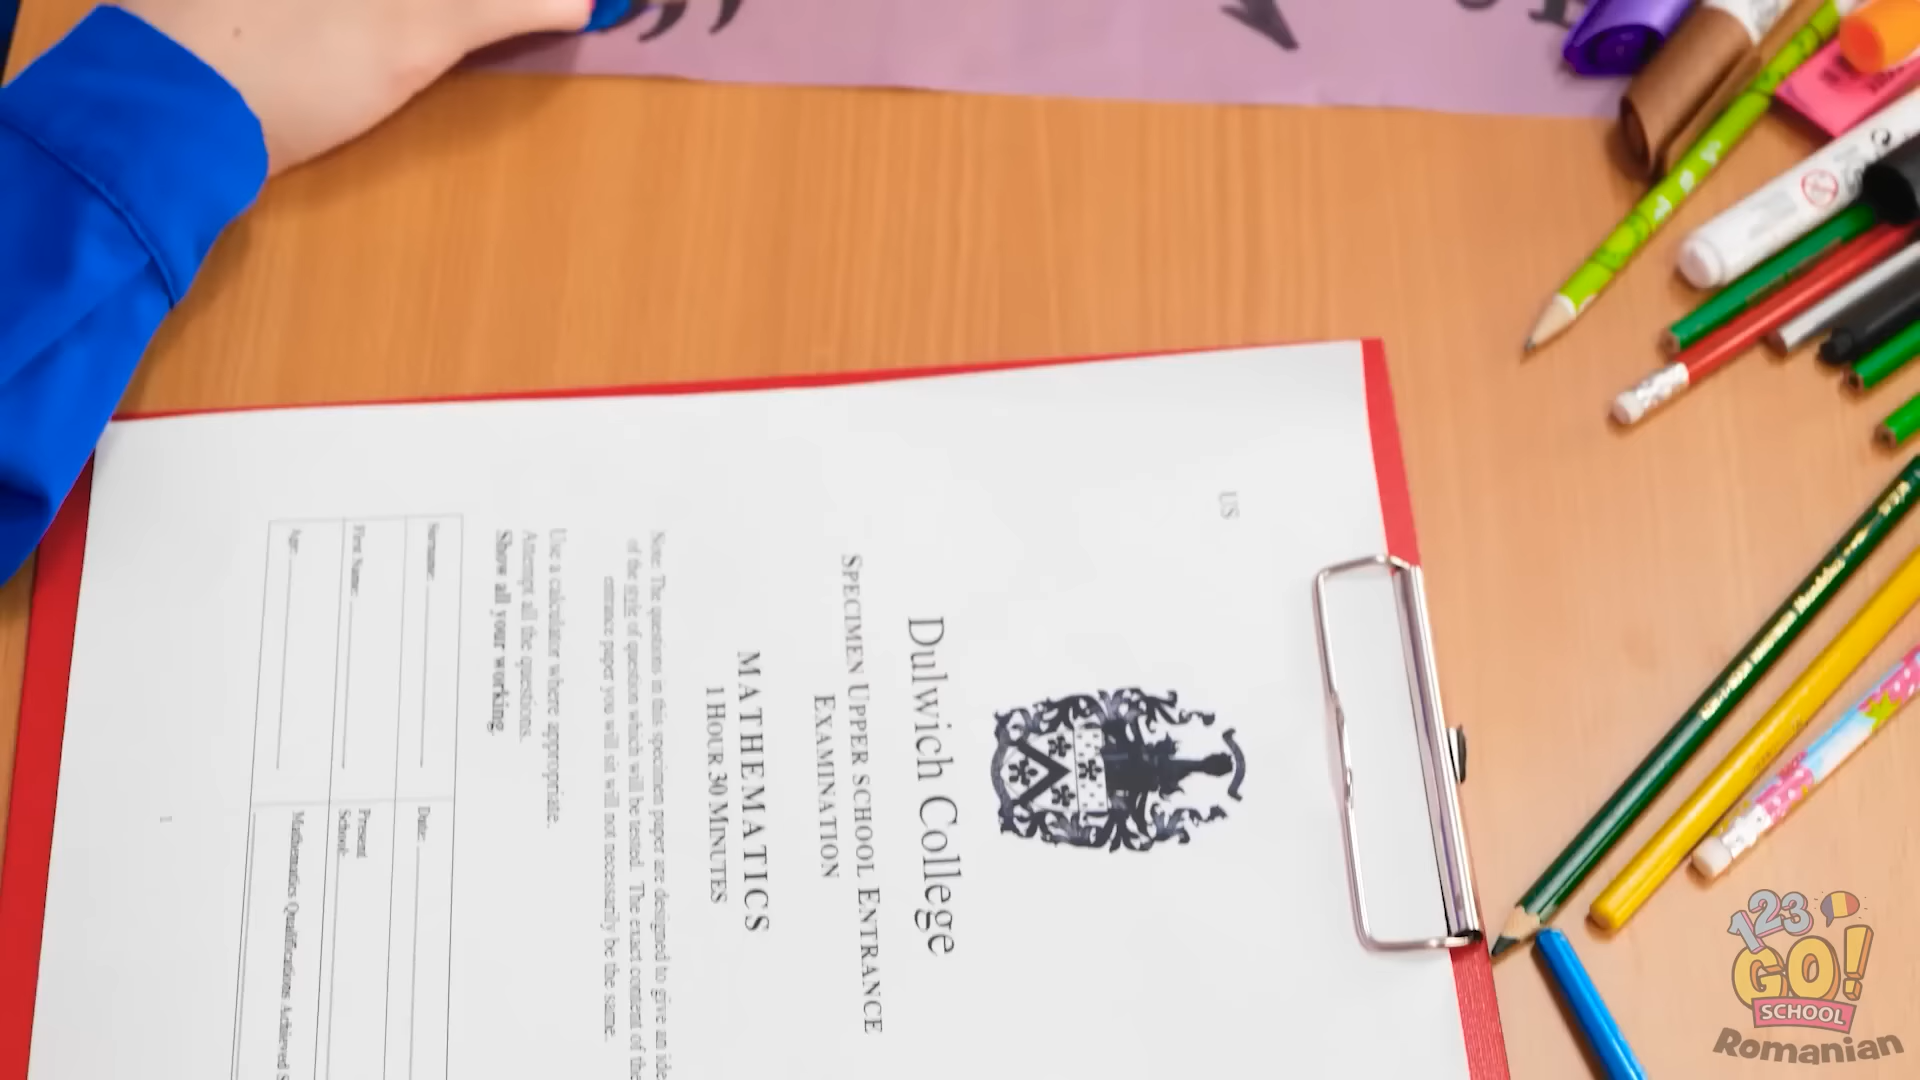 US
Dulwich College
SPECIMEN UPPER SCHOOL ENTRANCE
EXAMINATION
MATHEMATICS
1 HOUR 30 MINUTES
Note: The questions in this specimen paper are designed to give an
of the style of question which will be tested. The exact content of the
entrance paper you will sit will not necessarily be the same.
Use a calculator where appropriate.
Attempt all the questions.
Show all your working.
Surname: Date:
First Name: Present
School:
Age: Mathematics Qualifications Achieved
1
123
GO!
SCHOOL
Romanian